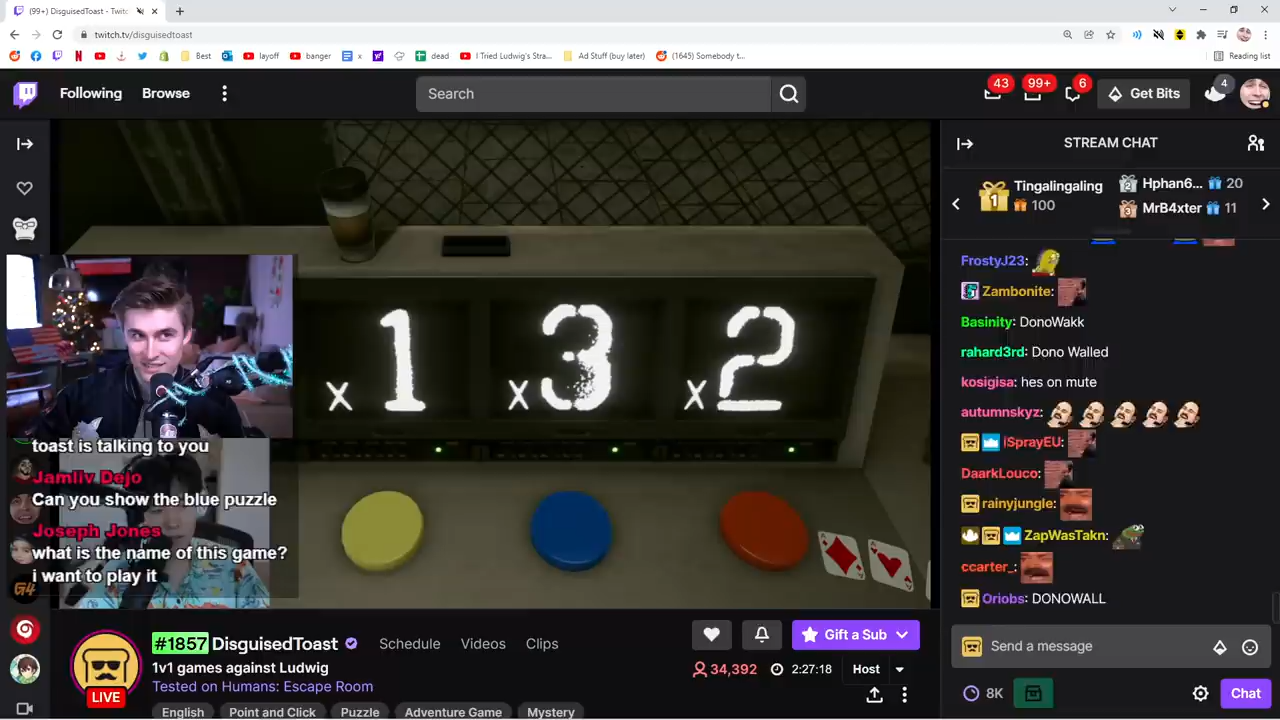 (99+) DisguisedToast - Twitc
twitch.tv/disguisedtoast
Best
layoff
banger
x
dead
I Tried Ludwig's Stra...
Ad Stuff (buy later)
(1645) Somebody t...
Reading list
Following
Browse
Search
43
99+
6
Get Bits
4
STREAM CHAT
1
Tingalingaling
100
2
Hphan6...
20
3
MrB4xter
11
FrostyJ23:
Zambonite:
Basinity: DonoWakk
rahard3rd: Dono Walled
kosigisa: hes on mute
autumnskyz:
iSprayEU:
DaarkLouco:
rainyjungle:
ZapWasTakn:
ccarter_:
Oriobs: DONOWALL
Send a message
8K
Chat
x1
x3
x2
A
A
toast is talking to you
Jamliv Dejo
Can you show the blue puzzle
Joseph Jones
what is the name of this game?
i want to play it
G4
#1857 DisguisedToast
Schedule
Videos
Clips
Gift a Sub
1v1 games against Ludwig
34,392
2:27:18
Host
Tested on Humans: Escape Room
LIVE
English
Point and Click
Puzzle
Adventure Game
Mystery